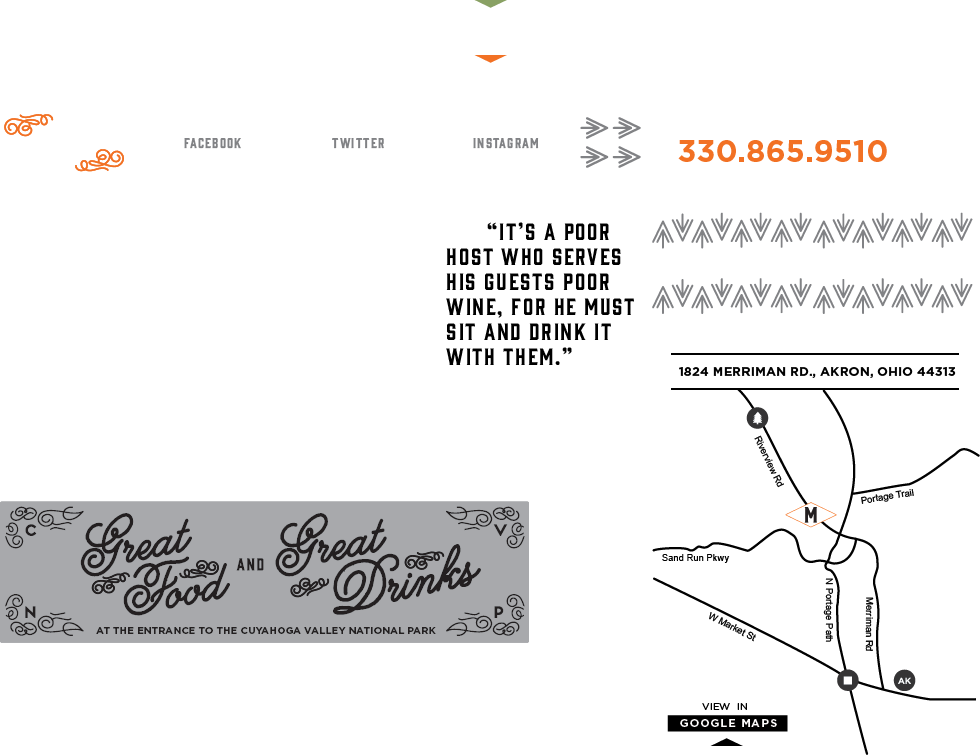 FACEBOOK
TWITTER
INSTAGRAM
330.865.9510
“IT’S A POOR
HOST WHO SERVES
HIS GUESTS POOR
WINE, FOR HE MUST
SIT AND DRINK IT
WITH THEM.”
1824 MERRIMAN RD., AKRON, OHIO 44313
Riverview Rd
Portage Trail
M
Sand Run Pkwy
N Portage Path
Merriman Rd
W Market St
AK
VIEW IN
GOOGLE MAPS
C
V
Great
Food
AND
Great
Drinks
N
P
AT THE ENTRANCE TO THE CUYAHOGA VALLEY NATIONAL PARK